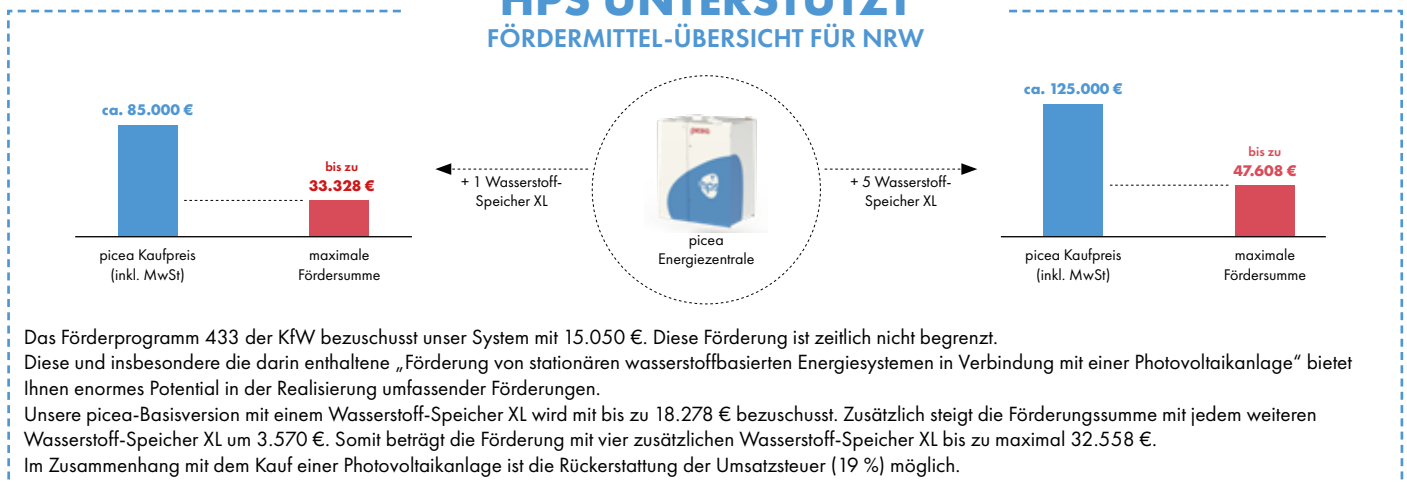 HPS UNTERSTÜTZT
FÖRDERMITTEL-ÜBERSICHT FÜR NRW
ca. 85.000 €
bis zu
33.328 €
picea Kaufpreis
(inkl. MwSt)
maximale
Fördersumme
+ 1 Wasserstoff-
Speicher XL
picea
picea
Energiezentrale
+ 5 Wasserstoff-
Speicher XL
ca. 125.000 €
bis zu
47.608 €
picea Kaufpreis
(inkl. MwSt)
maximale
Fördersumme
Das Förderprogramm 433 der KfW bezuschusst unser System mit 15.050 €. Diese Förderung ist zeitlich nicht begrenzt.
Diese und insbesondere die darin enthaltene „Förderung von stationären wasserstoffbasierten Energiesystemen in Verbindung mit einer Photovoltaikanlage“ bietet
Ihnen enormes Potential in der Realisierung umfassender Förderungen.
Unsere picea-Basisversion mit einem Wasserstoff-Speicher XL wird mit bis zu 18.278 € bezuschusst. Zusätzlich steigt die Förderungssumme mit jedem weiteren
Wasserstoff-Speicher XL um 3.570 €. Somit beträgt die Förderung mit vier zusätzlichen Wasserstoff-Speicher XL bis zu maximal 32.558 €.
Im Zusammenhang mit dem Kauf einer Photovoltaikanlage ist die Rückerstattung der Umsatzsteuer (19 %) möglich.